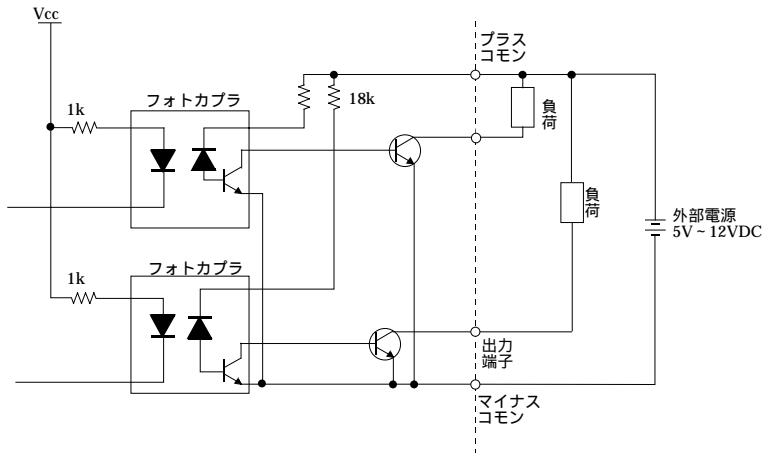 Vcc
プラス
コモン
1k
フォトカプラ
18k
負
荷
負
荷
外部電源
5V ~ 12VDC
フォトカプラ
1k
出力
端子
マイナス
コモン